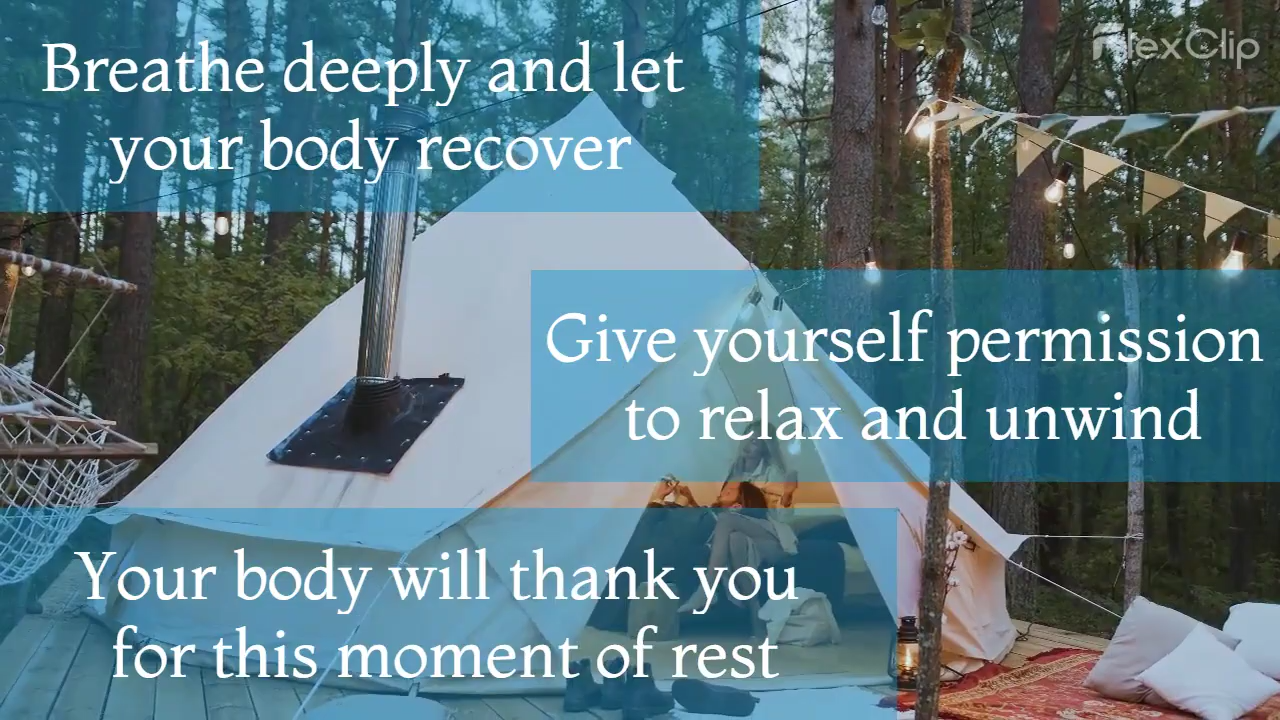 FlexClip
Breathe deeply and let
your body recover
Give yourself permission
to relax and unwind
Your body will thank you
for this moment of rest